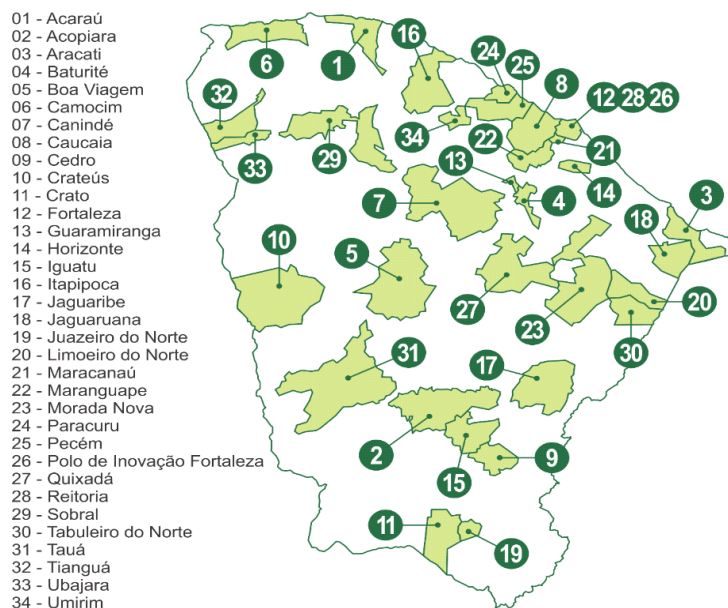 01 - Acaraú
02 - Acopiara
03 - Aracati
04 - Baturité
05 - Boa Viagem
06 - Camocim
07 - Canindé
08 - Caucaia
09 - Cedro
10 - Crateús
11 - Crato
12 - Fortaleza
13 - Guaramiranga
14 - Horizonte
15 - Iguatu
16 - Itapipoca
17 - Jaguaribe
18 - Jaguaruana
19 - Juazeiro do Norte
20 - Limoeiro do Norte
21 - Maracanaú
22 - Maranguape
23 - Morada Nova
24 - Paracuru
25 - Pecém
26 - Polo de Inovação Fortaleza
27 - Quixadá
28 - Reitoria
29 - Sobral
30 - Tabuleiro do Norte
31 - Tauá
32 - Tianguá
33 - Ubajara
34 - Umirim
6
1
16
24
25
8
12 28 26
32
33
29
34
22
21
13
14
7
4
3
18
10
5
27
23
20
30
31
17
2
15
9
11
19